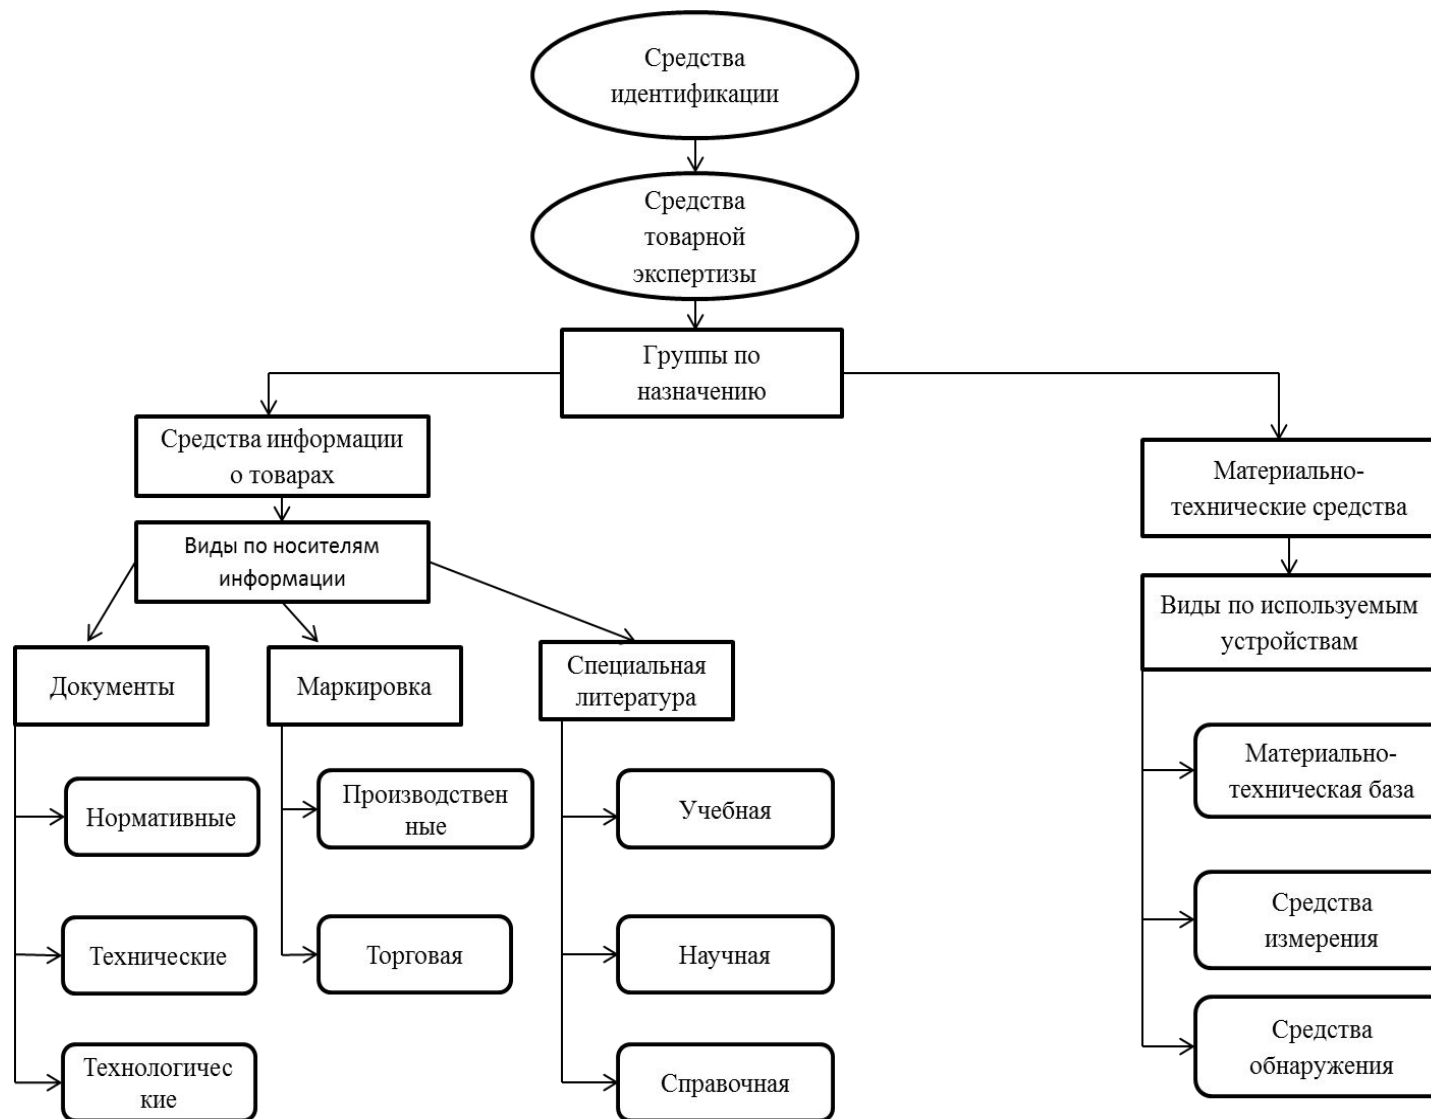 Средства
идентификации
Средства
товарной
экспертизы
Группы по
назначению
Средства информации
о товарах
Виды по носителям
информации
Документы
Нормативные
Технические
Технологичес
кие
Маркировка
Производствен
ные
Торговая
Специальная
литература
Учебная
Научная
Справочная
Материально-
технические средства
Виды по используемым
устройствам
Материально-
техническая база
Средства
измерения
Средства
обнаружения